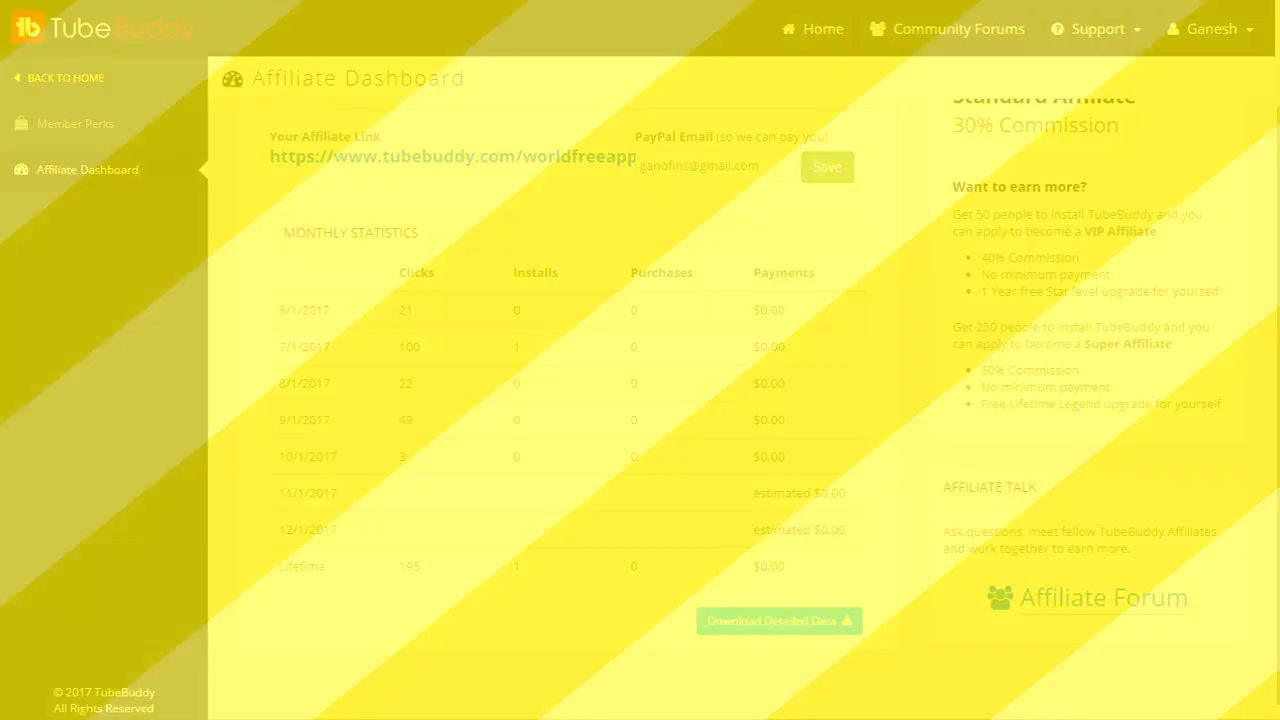 TubeBuddy
Home
Community Forums
Support
Ganesh
BACK TO HOME
Member Perks
Affiliate Dashboard
© 2017 TubeBuddy
All Rights Reserved
Affiliate Dashboard
Your Affiliate Link
https://www.tubebuddy.com/worldfreeapp
PayPal Email (so we can pay you)
ganofins@gmail.com
Save
MONTHLY STATISTICS
Clicks Installs Purchases Payments
5/1/2017 21 0 0 $0.00
7/1/2017 100 1 0 $0.00
8/1/2017 22 0 0 $0.00
9/1/2017 49 0 0 $0.00
10/1/2017 3 0 0 $0.00
11/1/2017 estimated $0.00
12/1/2017 estimated $0.00
Lifetime 195 1 0 $0.00
Download Detailed Data
Standard Affiliate
30% Commission
Want to earn more?
Get 50 people to install TubeBuddy and you
can apply to become a VIP Affiliate
40% Commission
No minimum payment
1 Year free Star level upgrade for yourself
Get 250 people to install TubeBuddy and you
can apply to become a Super Affiliate
50% Commission
No minimum payment
Free Lifetime Legend upgrade for yourself
AFFILIATE TALK
Ask questions, meet fellow TubeBuddy Affiliates
and work together to earn more.
Affiliate Forum